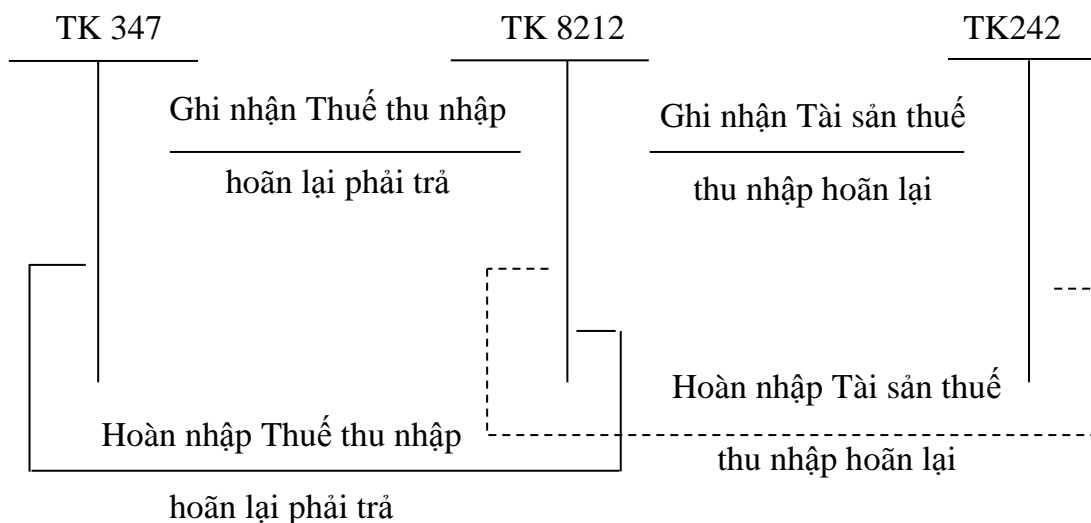 TK 347
TK 8212
TK242
Ghi nhận Thuế thu nhập
hoãn lại phải trả
Ghi nhận Tài sản thuế
thu nhập hoãn lại
Hoàn nhập Thuế thu nhập
hoãn lại phải trả
Hoàn nhập Tài sản thuế
thu nhập hoãn lại